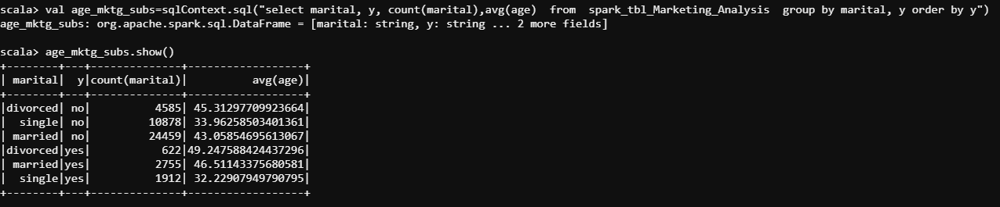 scala> val age_mktg_subs=sqlContext.sql("select marital, y, count(marital),avg(age)  from  spark_tbl_Marketing_Analysis  group by marital, y order by y")
age_mktg_subs: org.apache.spark.sql.DataFrame = [marital: string, y: string ... 2 more fields]

scala> age_mktg_subs.show()
+--------+---+--------------+------------------+
| marital|  y|count(marital)|          avg(age)|
+--------+---+--------------+------------------+
|divorced| no|          4585| 45.31297709923664|
|  single| no|         10878| 33.96258503401361|
| married| no|         24459| 43.05854695613067|
|divorced|yes|           622|49.247588424437296|
| married|yes|          2755| 46.51143375680581|
|  single|yes|          1912| 32.22907949790795|
+--------+---+--------------+------------------+